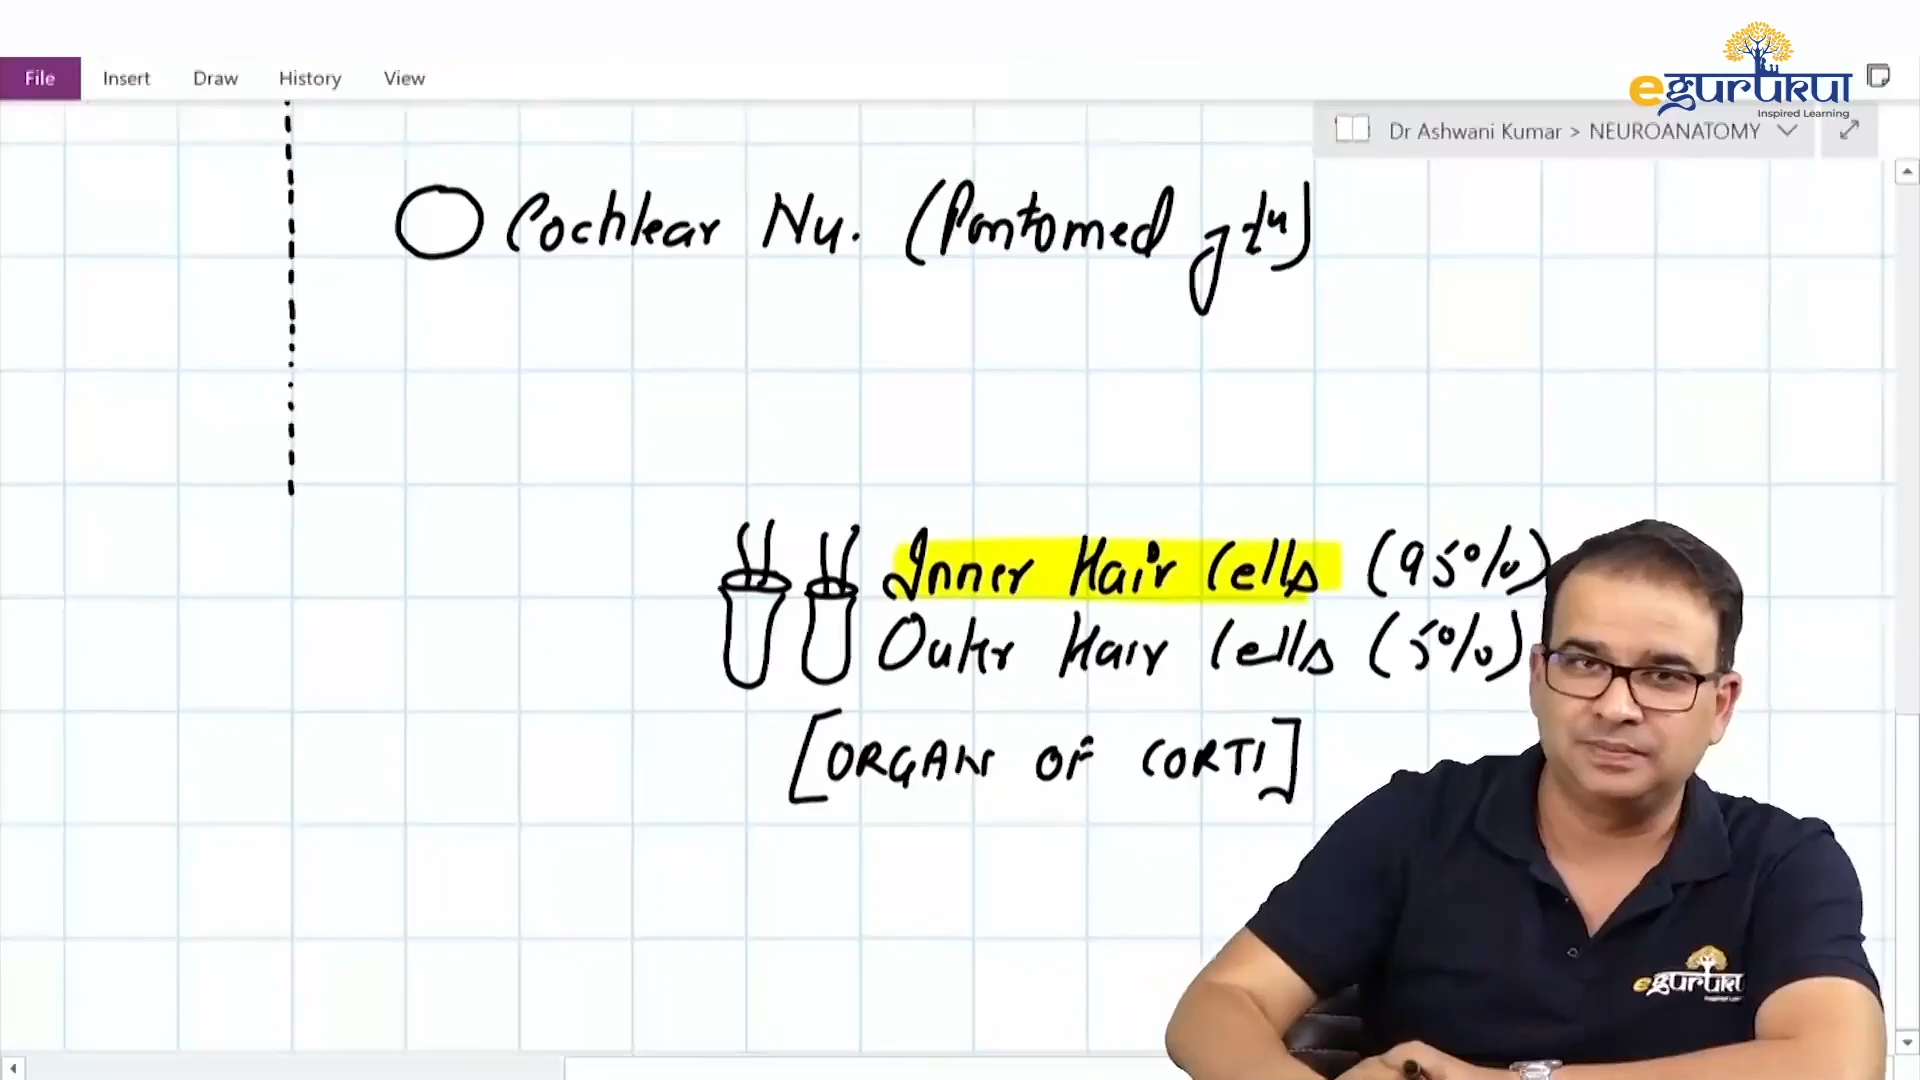 egurukul
Inspired Learning
File Insert Draw History View
Dr Ashwani Kumar > NEUROANATOMY
Cochlear Nu. (Pontomed
Inner Hair Cells (95%)
Outer Hair Cells (5%)
[ORGAN OF CORTI]
egurukul